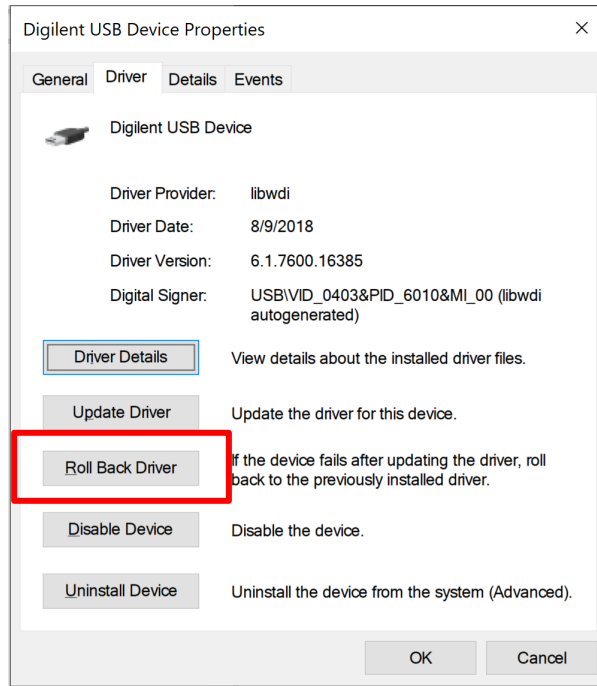 Digilent USB Device Properties
General Driver Details Events
Digilent USB Device
Driver Provider: libwdi
Driver Date: 8/9/2018
Driver Version: 6.1.7600.16385
Digital Signer: USB\VID_0403&PID_6010&MI_00 (libwdi
autogenerated)
Driver Details View details about the installed driver files.
Update Driver Update the driver for this device.
Roll Back Driver If the device fails after updating the driver, roll
back to the previously installed driver.
Disable Device Disable the device.
Uninstall Device Uninstall the device from the system (Advanced).
OK Cancel